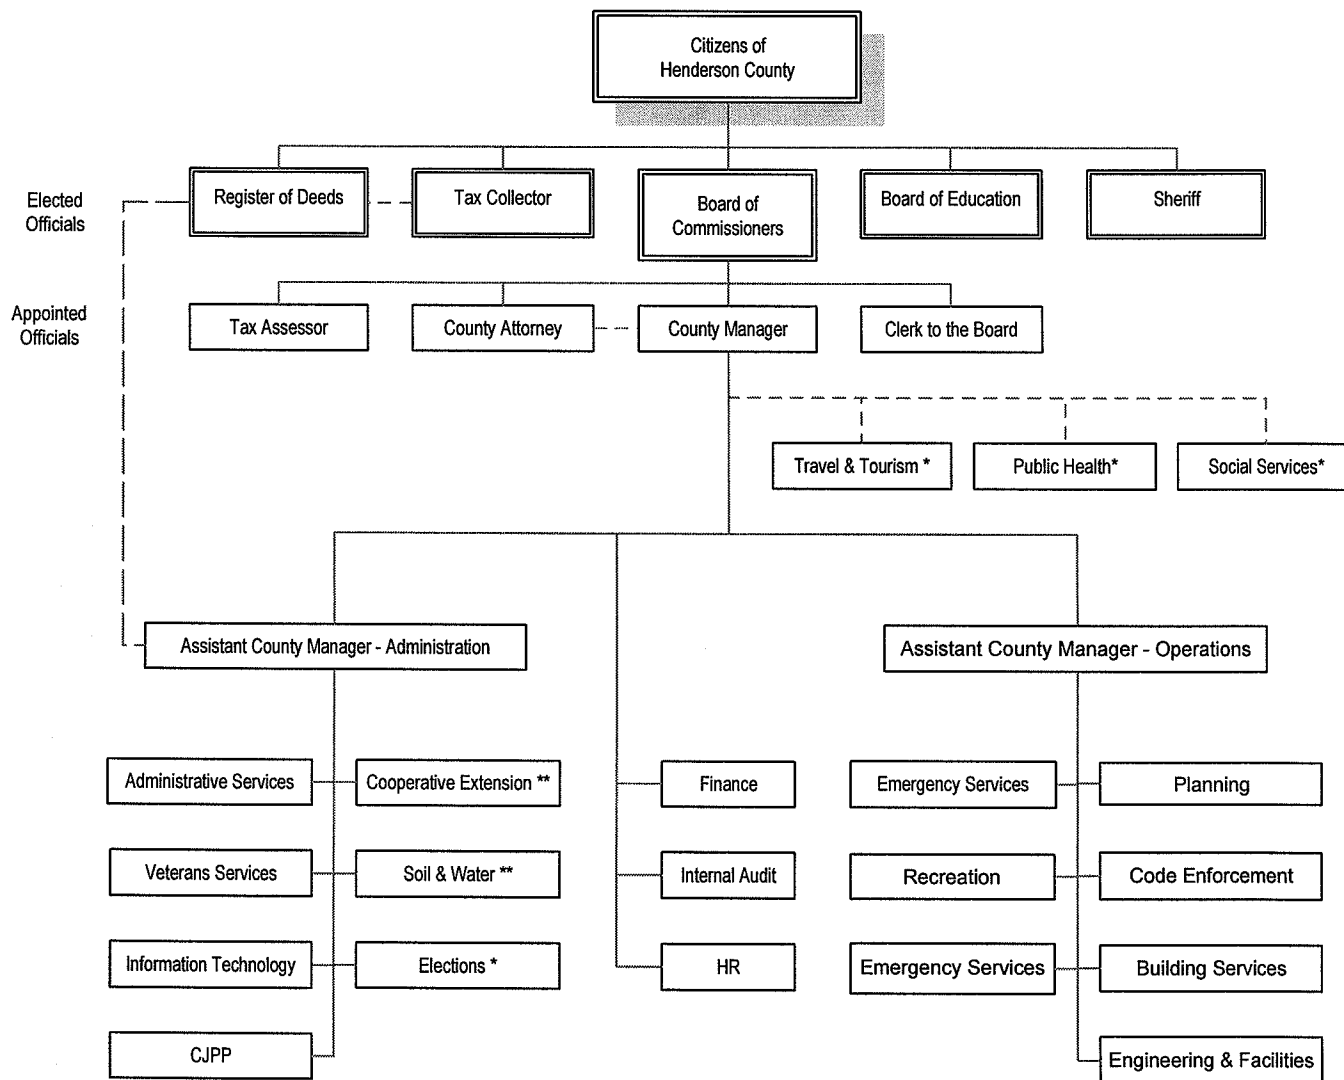 Citizens of
Henderson County
Elected
Officials
Register of Deeds
Tax Collector
Board of
Commissioners
Board of Education
Sheriff
Appointed
Officials
Tax Assessor
County Attorney
County Manager
Clerk to the Board
Travel & Tourism *
Public Health*
Social Services*
Assistant County Manager - Administration
Assistant County Manager - Operations
Administrative Services
Cooperative Extension **
Finance
Emergency Services
Planning
Veterans Services
Soil & Water **
Internal Audit
Recreation
Code Enforcement
Information Technology
Elections *
HR
Emergency Services
Building Services
CJPP
Engineering & Facilities